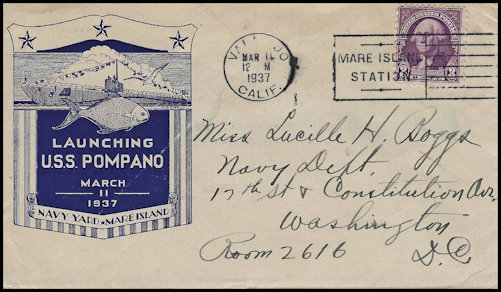 LAUNCHING
U.S.S. POMPANO
MARCH
11
1937
NAVY YARD MARE ISLAND
VALLEJO
MAR 11
12 M
1937
CALIF.
MARE ISLAND
STATION
Miss Lucille H. Boggs
Navy Dept.
17th St & Constitution Av.
Washington
Room 2616 D.C.